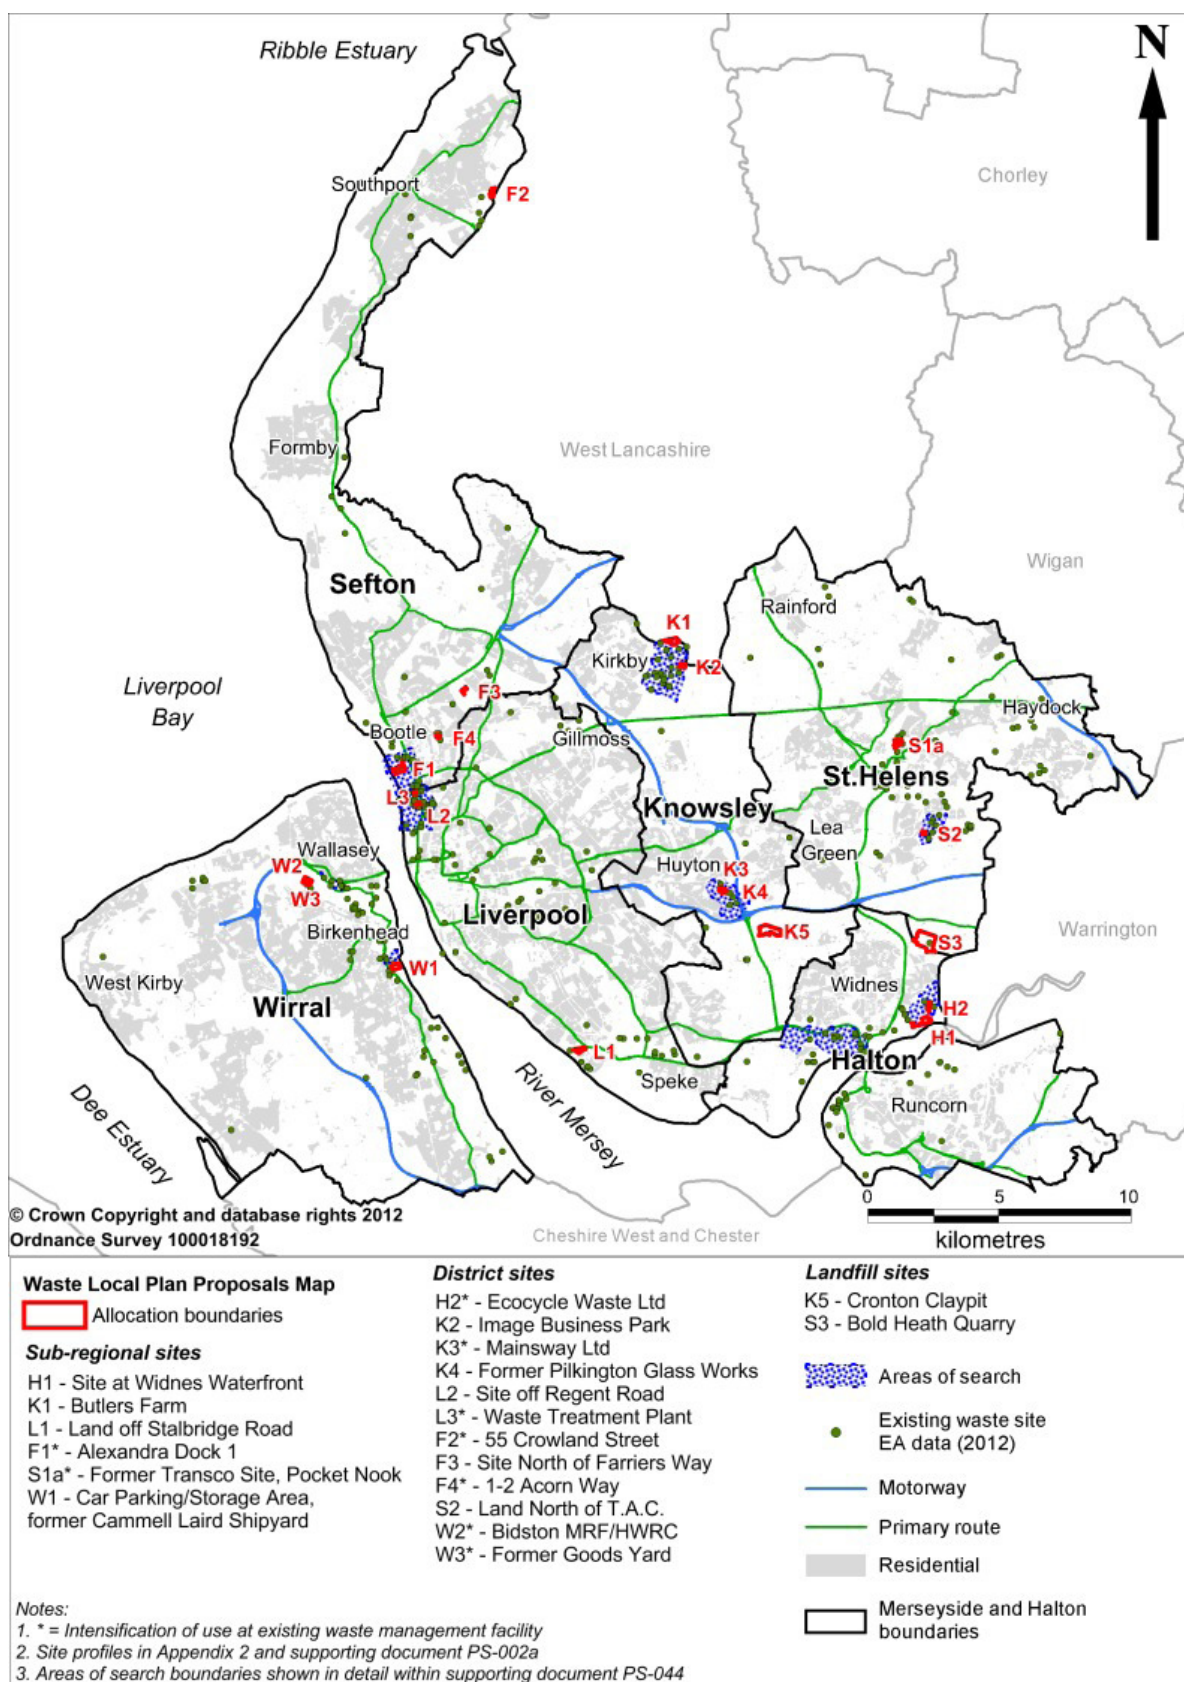 Ribble Estuary
N
Chorley
Southport
F2
Formby
West Lancashire
Wigan
Sefton
Rainford
K1
Kirkby
K2
Liverpool
Bay
F3
Haydock
Bootle
F4
Gillmoss
S1a
F1
St.Helens
L3
Knowsley
L2
Lea
Green
S2
Wallasey
W2
Huyton
K3
W3
K4
Liverpool
Birkenhead
K5
S3
Warrington
W1
West Kirby
Widnes
Wirral
H2
H1
L1
Halton
Speke
River Mersey
Runcorn
Dee Estuary
0 5 10
kilometres
© Crown Copyright and database rights 2012
Ordnance Survey 100018192
Cheshire West and Chester
Waste Local Plan Proposals Map
Allocation boundaries
Sub-regional sites
H1 - Site at Widnes Waterfront
K1 - Butlers Farm
L1 - Land off Stalbridge Road
F1* - Alexandra Dock 1
S1a* - Former Transco Site, Pocket Nook
W1 - Car Parking/Storage Area,
former Cammell Laird Shipyard
District sites
H2* - Ecocycle Waste Ltd
K2 - Image Business Park
K3* - Mainsway Ltd
K4 - Former Pilkington Glass Works
L2 - Site off Regent Road
L3* - Waste Treatment Plant
F2* - 55 Crowland Street
F3 - Site North of Farriers Way
F4* - 1-2 Acorn Way
S2 - Land North of T.A.C.
W2* - Bidston MRF/HWRC
W3* - Former Goods Yard
Landfill sites
K5 - Cronton Claypit
S3 - Bold Heath Quarry
Areas of search
Existing waste site
EA data (2012)
Motorway
Primary route
Residential
Merseyside and Halton
boundaries
Notes:
1. * = Intensification of use at existing waste management facility
2. Site profiles in Appendix 2 and supporting document PS-002a
3. Areas of search boundaries shown in detail within supporting document PS-044